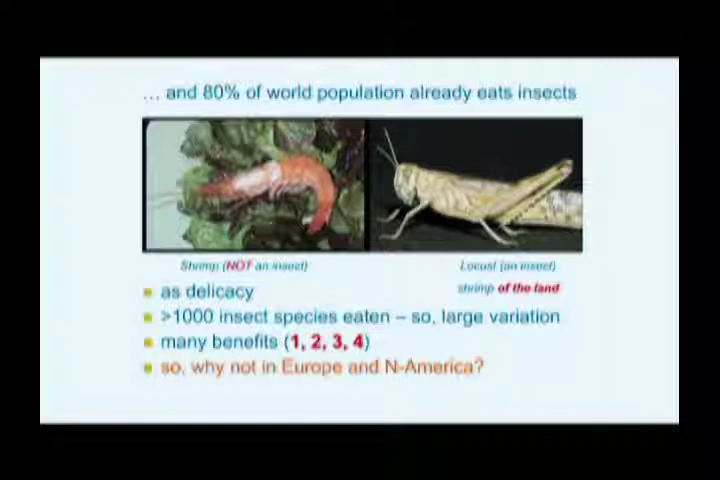 ... and 80% of world population already eats insects
Shrimp (NOT an insect)
Locust (an insect)
shrimp of the land
as delicacy
>1000 insect species eaten – so, large variation
many benefits (1, 2, 3, 4)
so, why not in Europe and N-America?